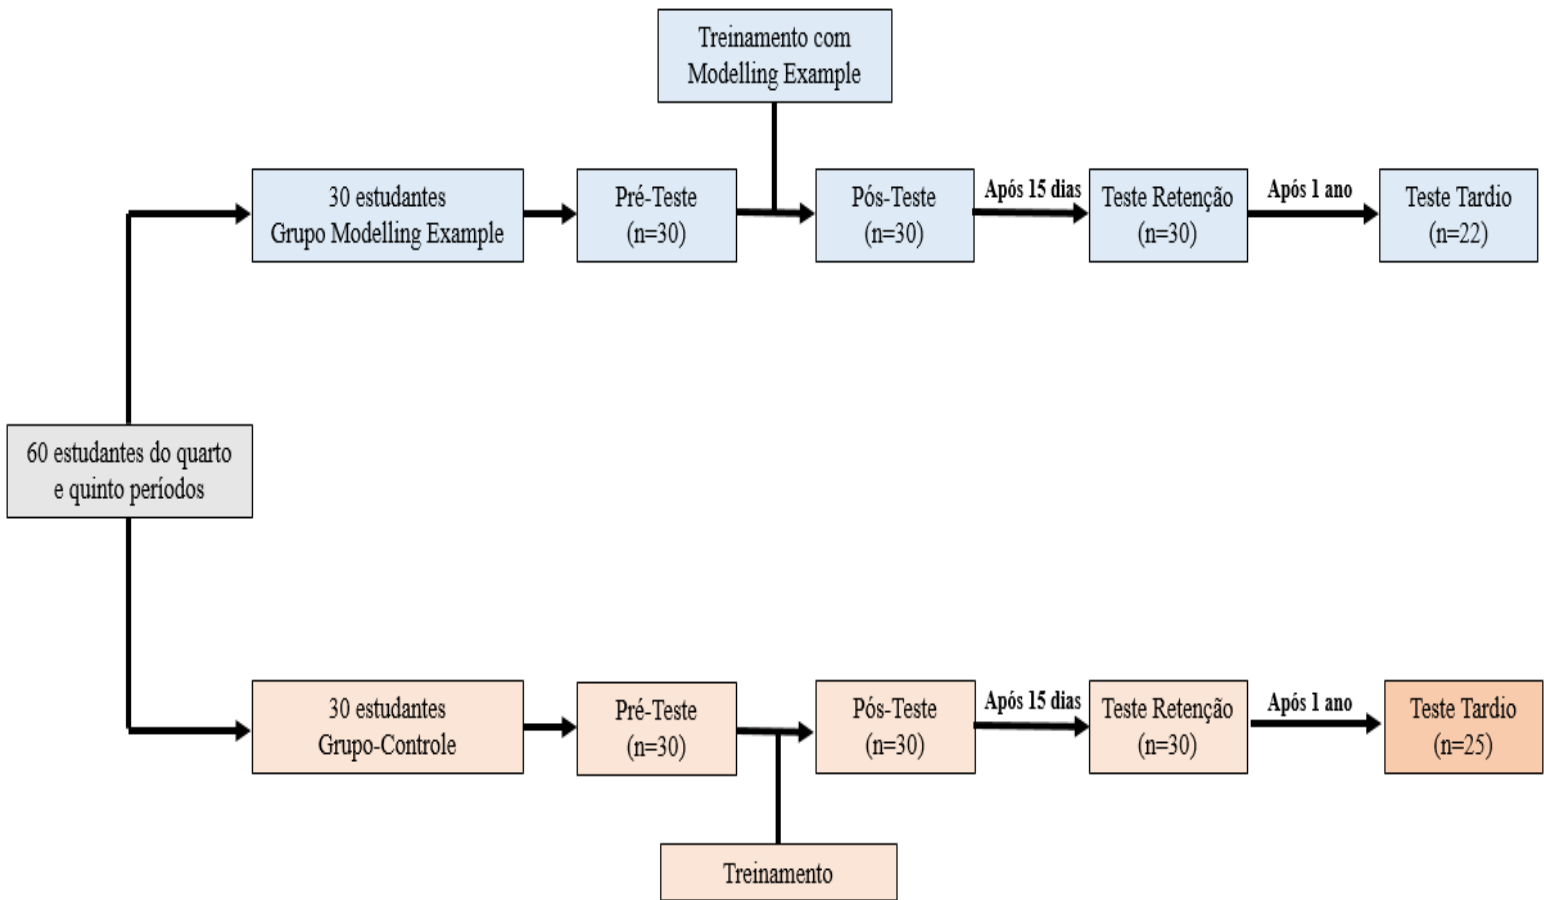 Treinamento com
Modelling Example
30 estudantes
Grupo Modelling Example
Pré-Teste
(n=30)
Pós-Teste
(n=30)
Após 15 dias
Teste Retenção
(n=30)
Após 1 ano
Teste Tardio
(n=22)
60 estudantes do quarto
e quinto períodos
30 estudantes
Grupo-Controle
Pré-Teste
(n=30)
Pós-Teste
(n=30)
Após 15 dias
Teste Retenção
(n=30)
Após 1 ano
Teste Tardio
(n=25)
Treinamento